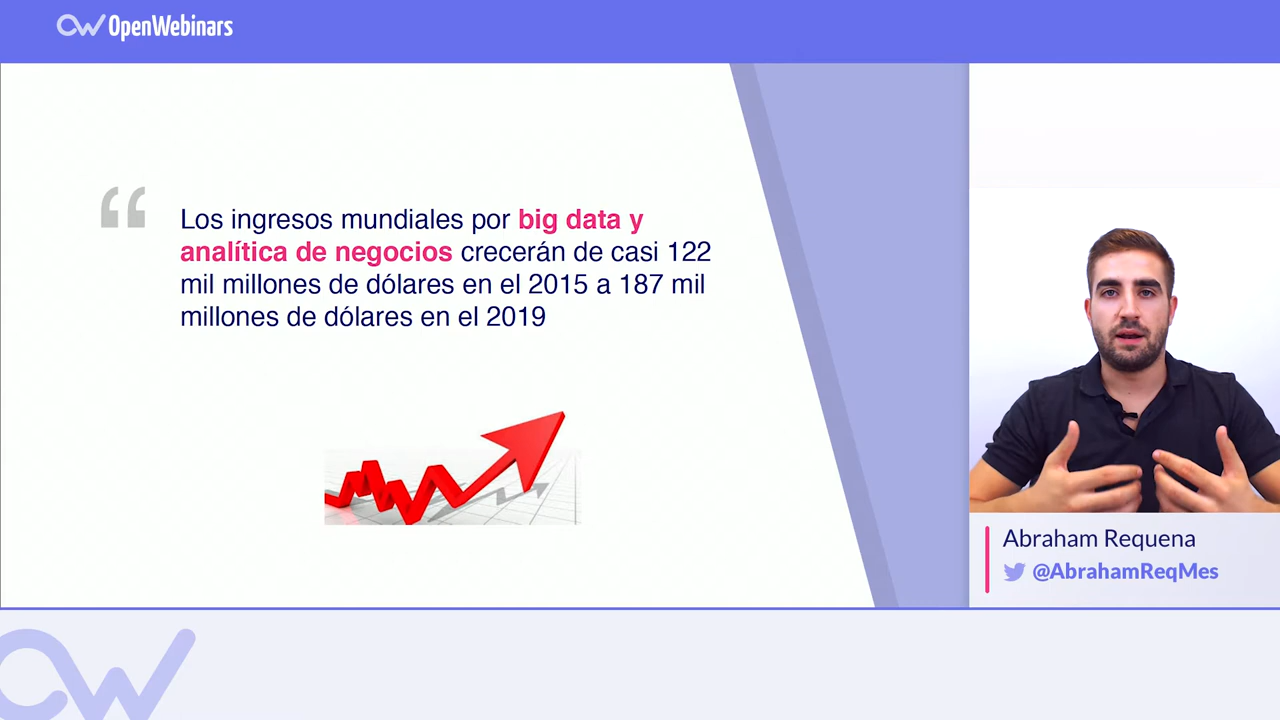 OpenWebinars
Los ingresos mundiales por big data y
analítica de negocios crecerán de casi 122
mil millones de dólares en el 2015 a 187 mil
millones de dólares en el 2019
Abraham Requena
@AbrahamReqMes